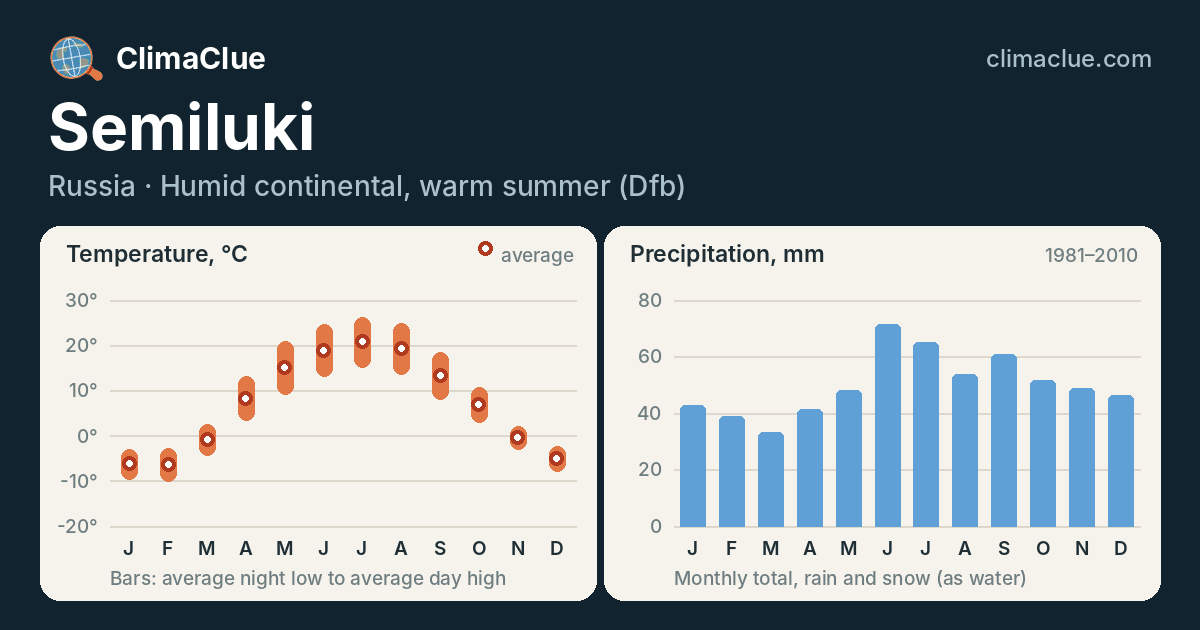 ClimaClue
climaclue.com
Semiluki
Russia · Humid continental, warm summer (Dfb)
Temperature, °C
average
30°
20°
10°
0°
-10°
-20°
J F M A M J J A S O N D
Bars: average night low to average day high
Precipitation, mm
1981–2010
80
60
40
20
0
J F M A M J J A S O N D
Monthly total, rain and snow (as water)